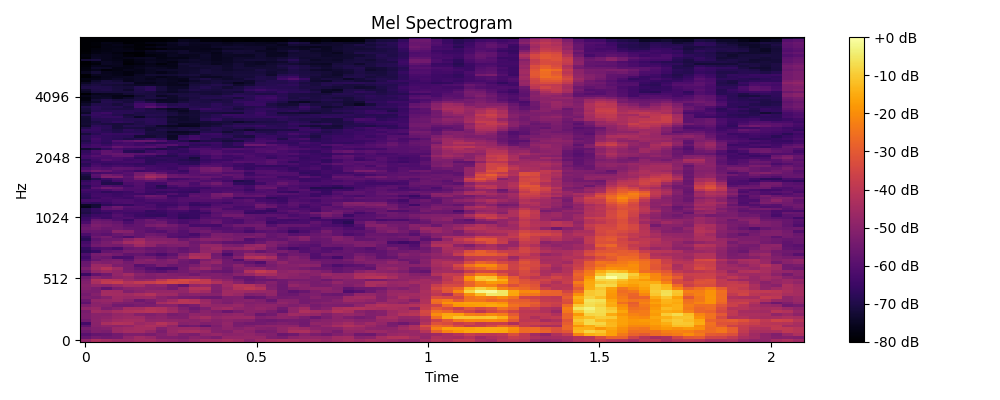 Mel Spectrogram
+0 dB
4096
-10 dB
-20 dB
2048
-30 dB
Hz
-40 dB
1024
-50 dB
512
-60 dB
-70 dB
0
-80 dB
0 0.5 1 1.5 2
Time